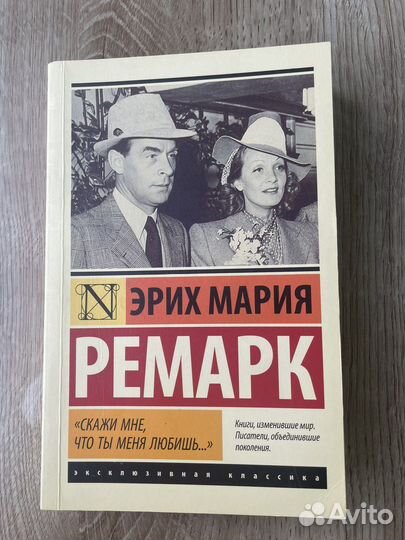 N
ЭРИХ МАРИЯ
РЕМАРК
«СКАЖИ МНЕ,
ЧТО ТЫ МЕНЯ ЛЮБИШЬ...»
Книги, изменившие мир.
Писатели, объединившие
поколения.
эксклюзивная классика
Avito